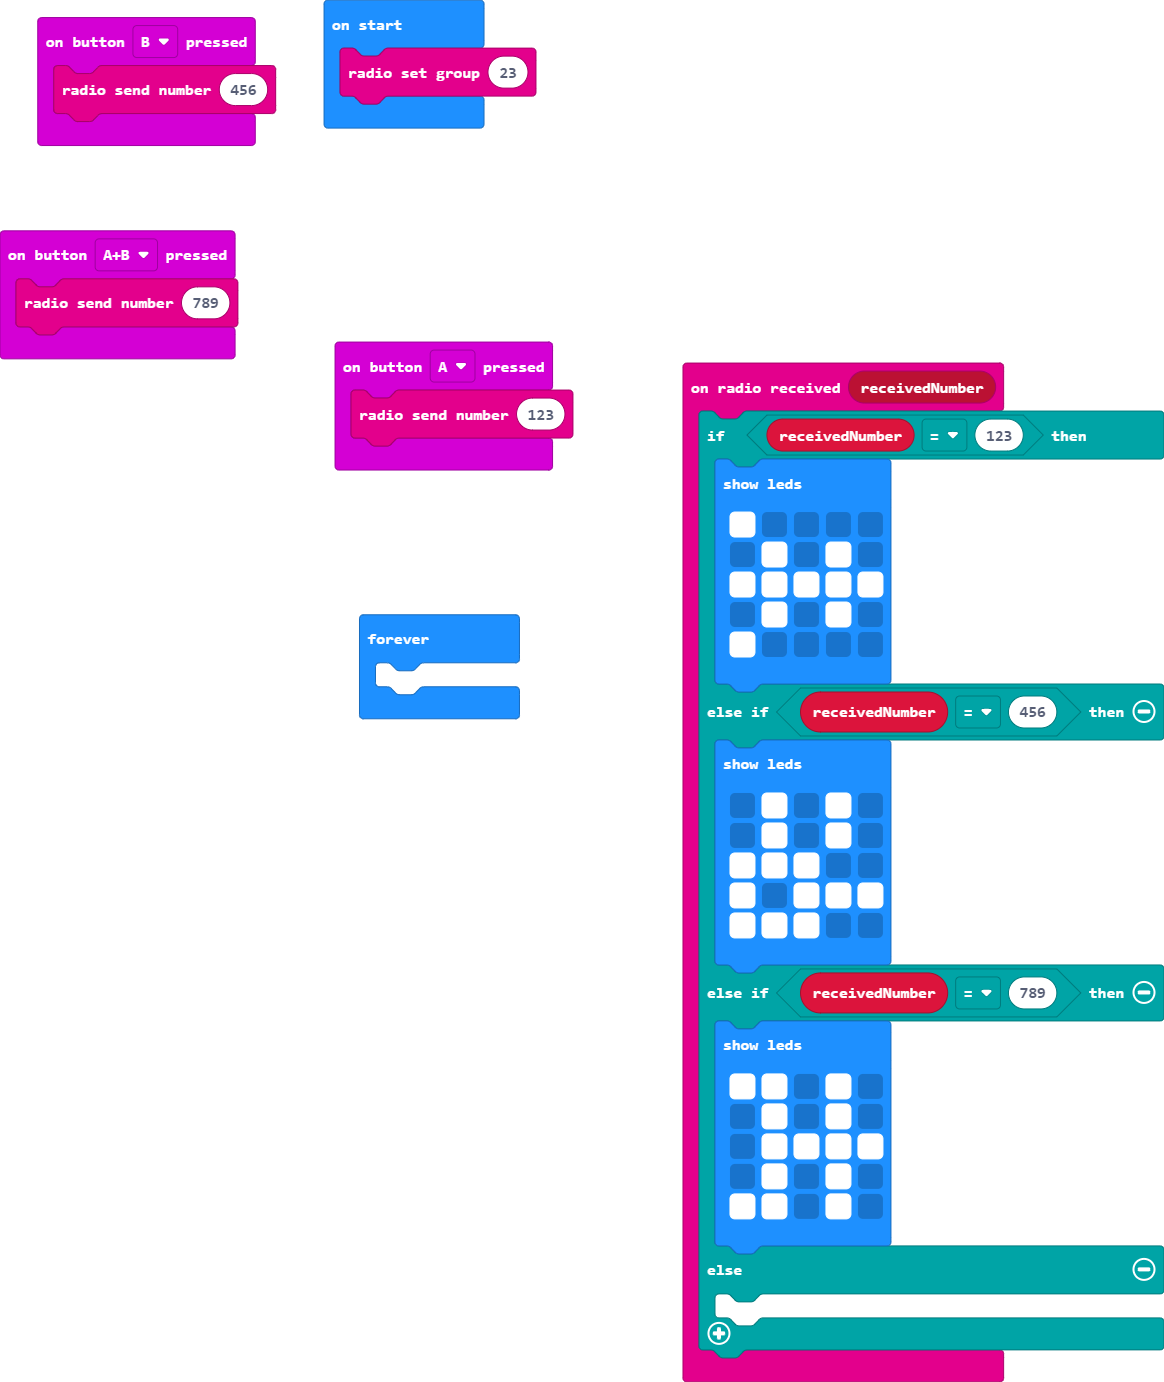 on button B pressed
radio send number 456
on start
radio set group 23
on button A+B pressed
radio send number 789
on button A pressed
radio send number 123
forever
on radio received receivedNumber
if receivedNumber = 123 then
show leds
else if receivedNumber = 456 then
show leds
else if receivedNumber = 789 then
show leds
else